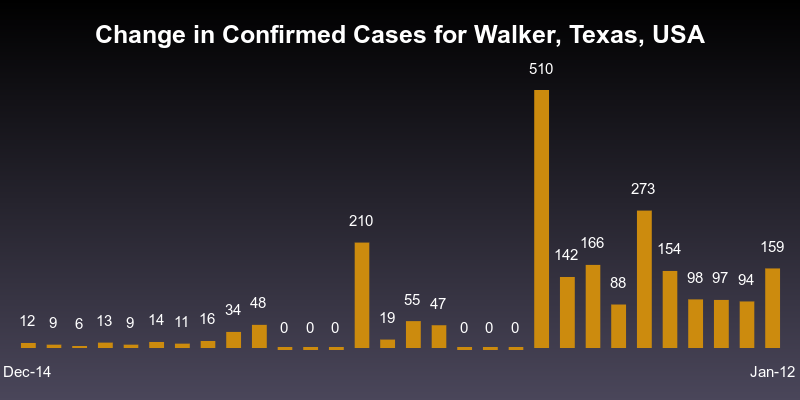 Change in Confirmed Cases for Walker, Texas, USA
12 9 6 13 9 14 11 16 34 48 0 0 0 210 19 55 47 0 0 0 510 142 166 88 273 154 98 97 94 159
Dec-14 Jan-12